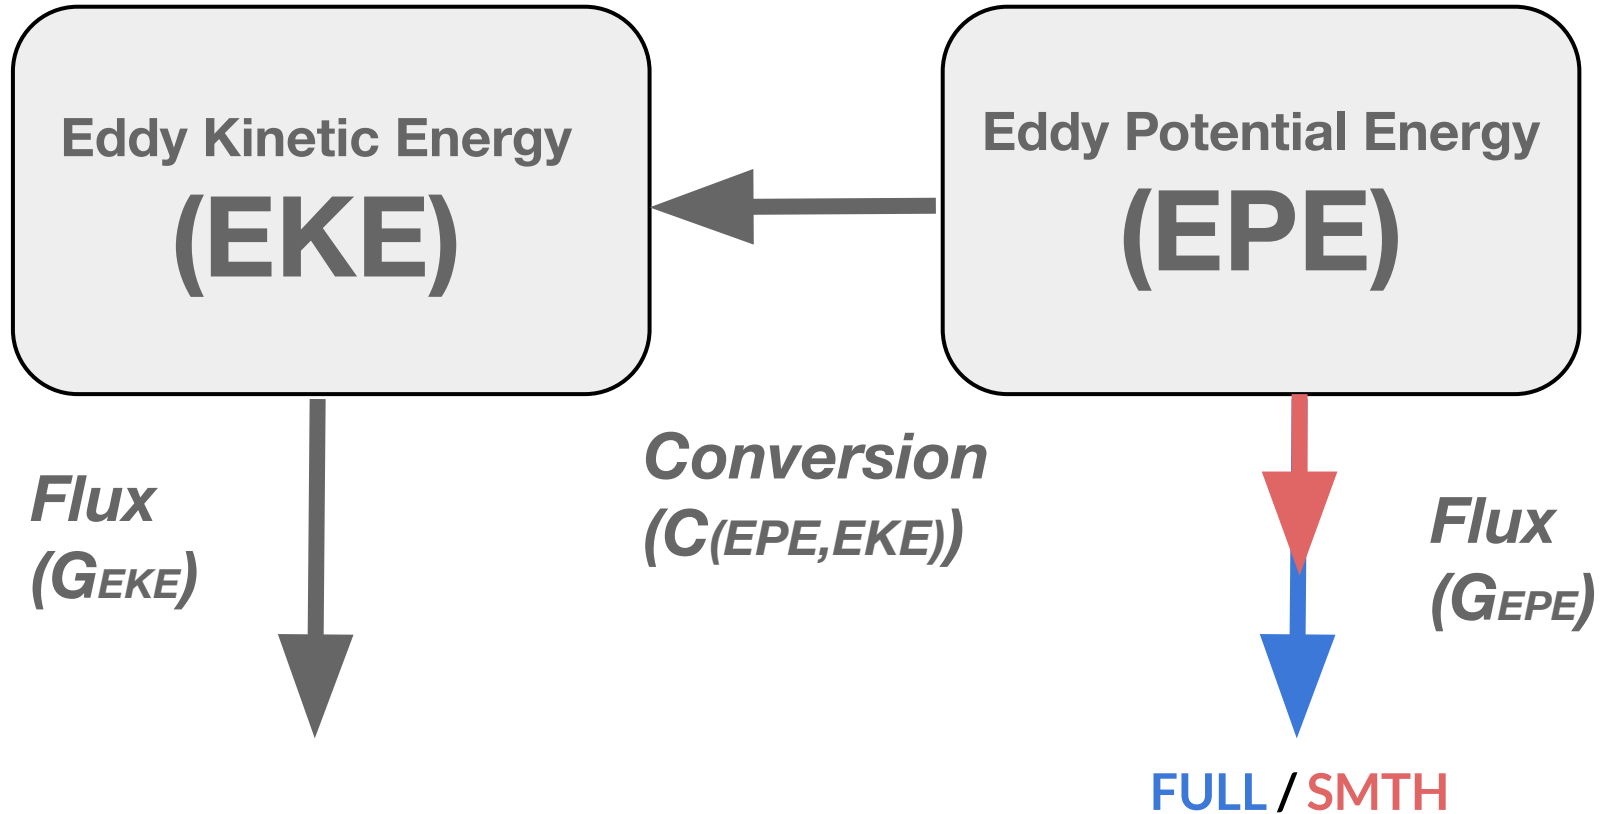 Eddy Kinetic Energy
(EKE)
Eddy Potential Energy
(EPE)
Conversion
(C(EPE,EKE))
Flux
(GEKE)
Flux
(GEPE)
FULL / SMTH